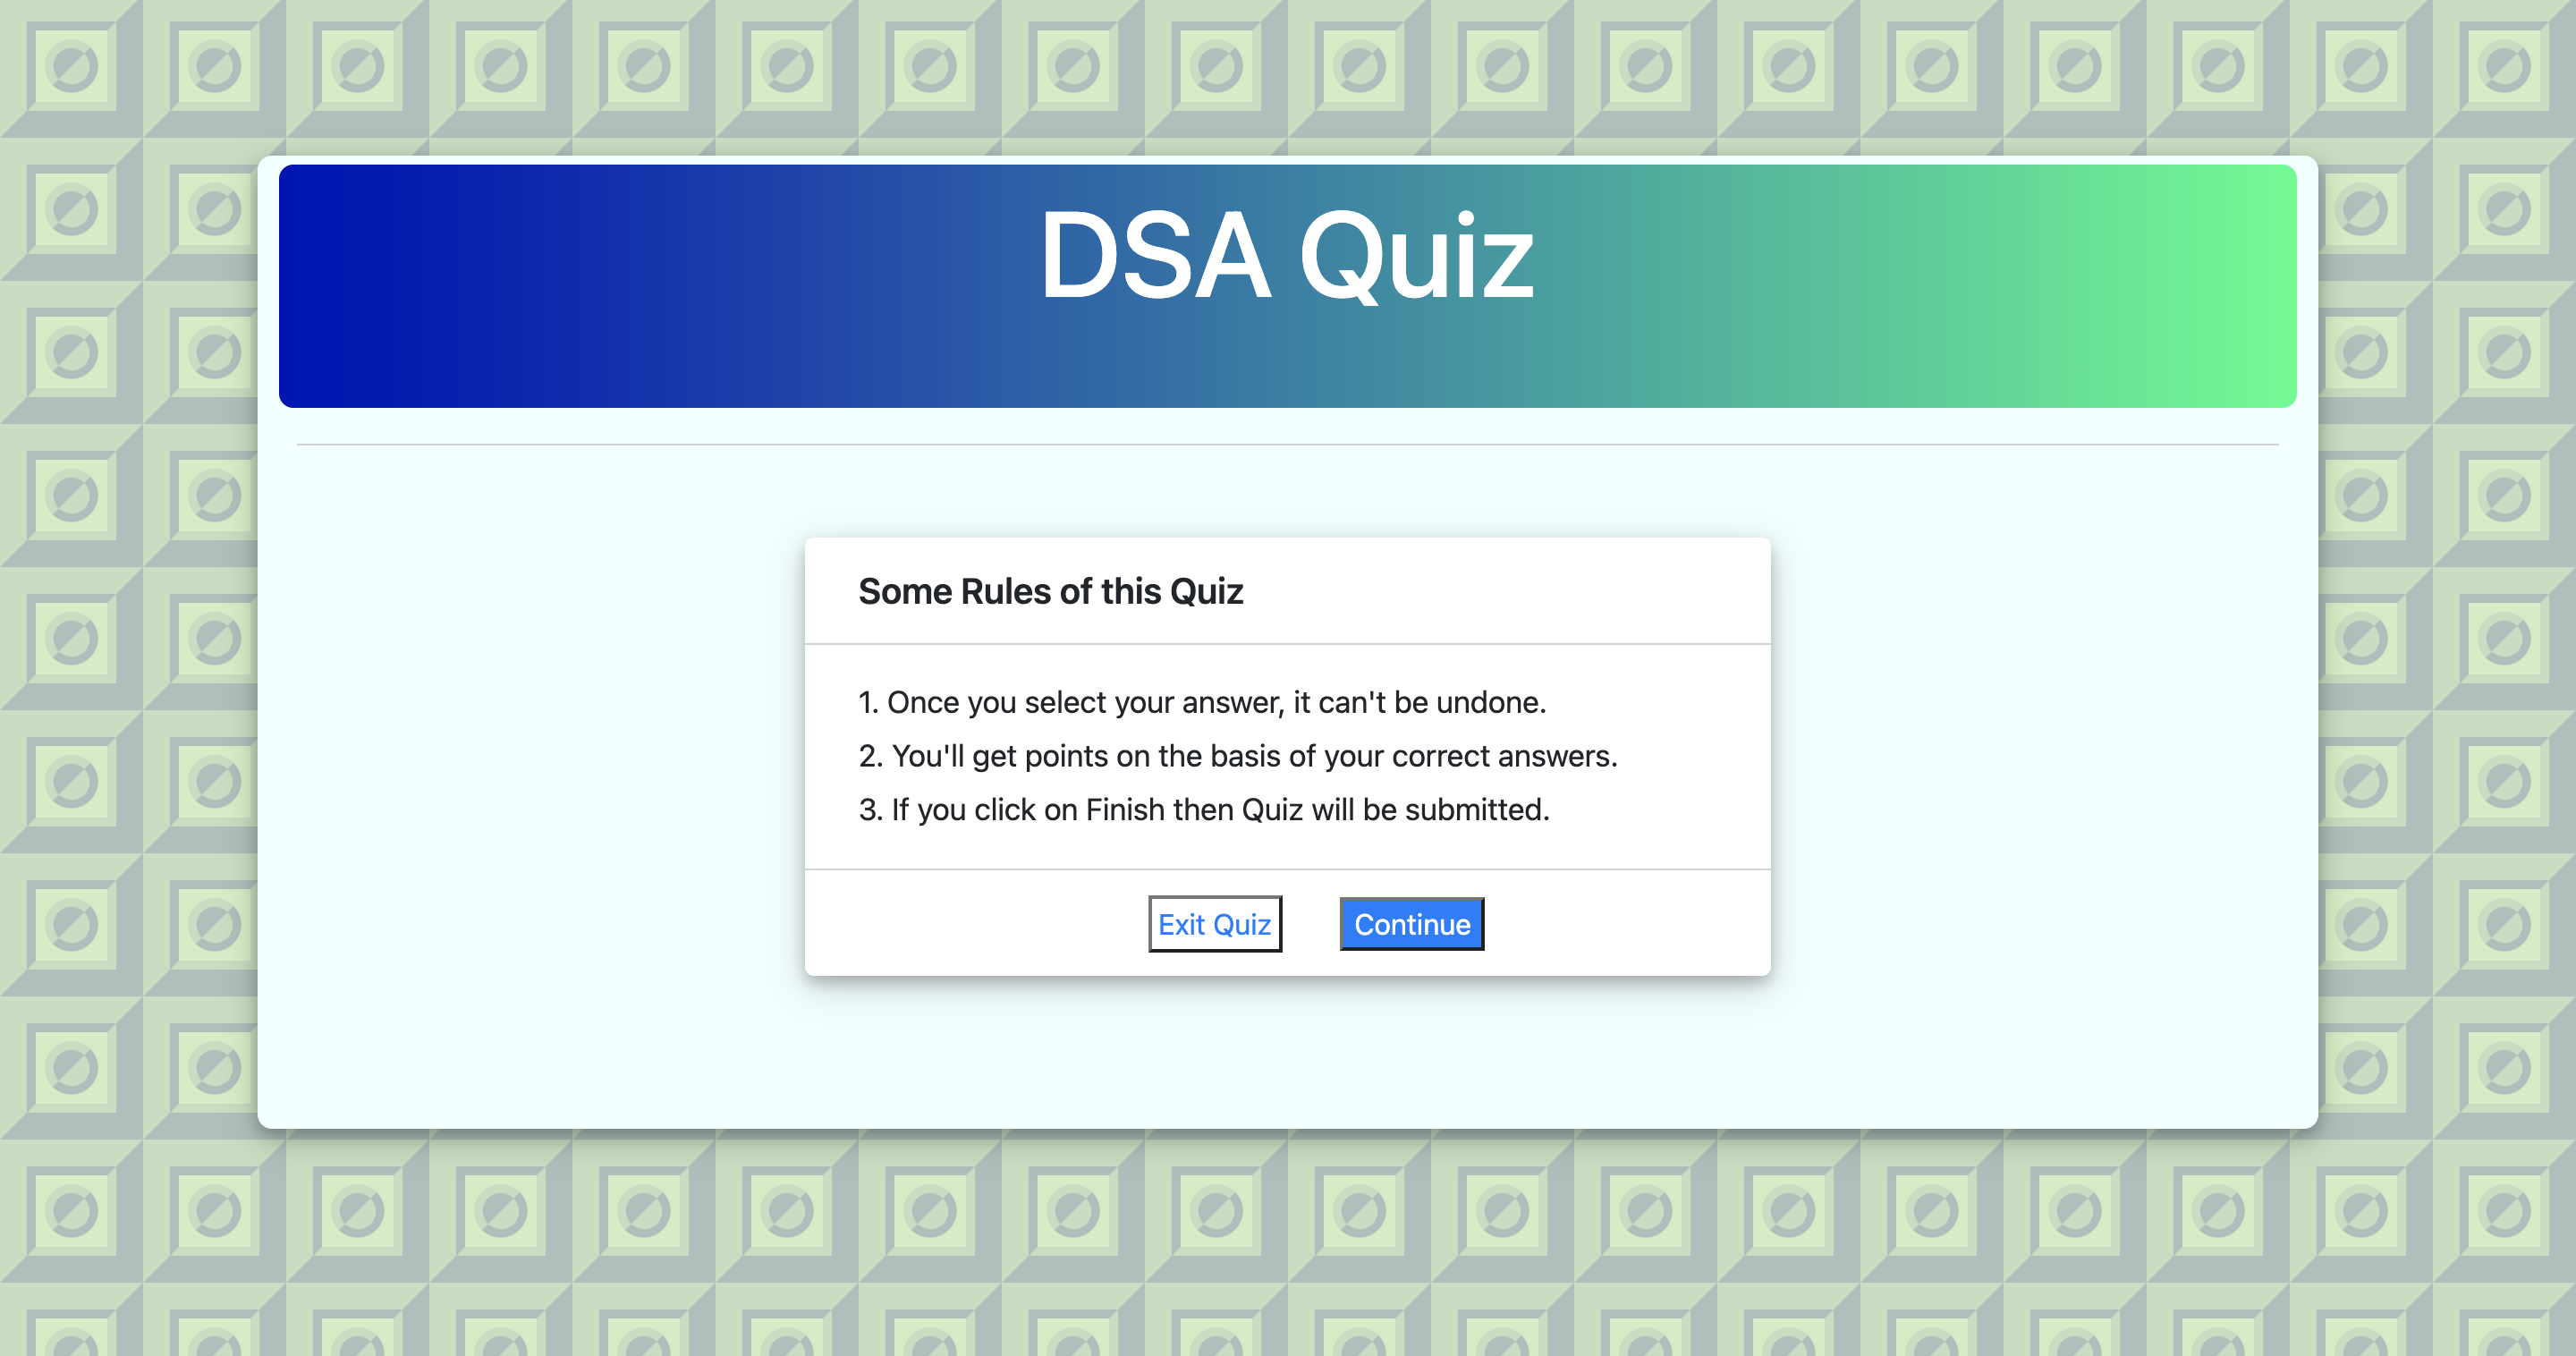 DSA Quiz
Some Rules of this Quiz
1. Once you select your answer, it can't be undone.
2. You'll get points on the basis of your correct answers.
3. If you click on Finish then Quiz will be submitted.
Exit Quiz Continue